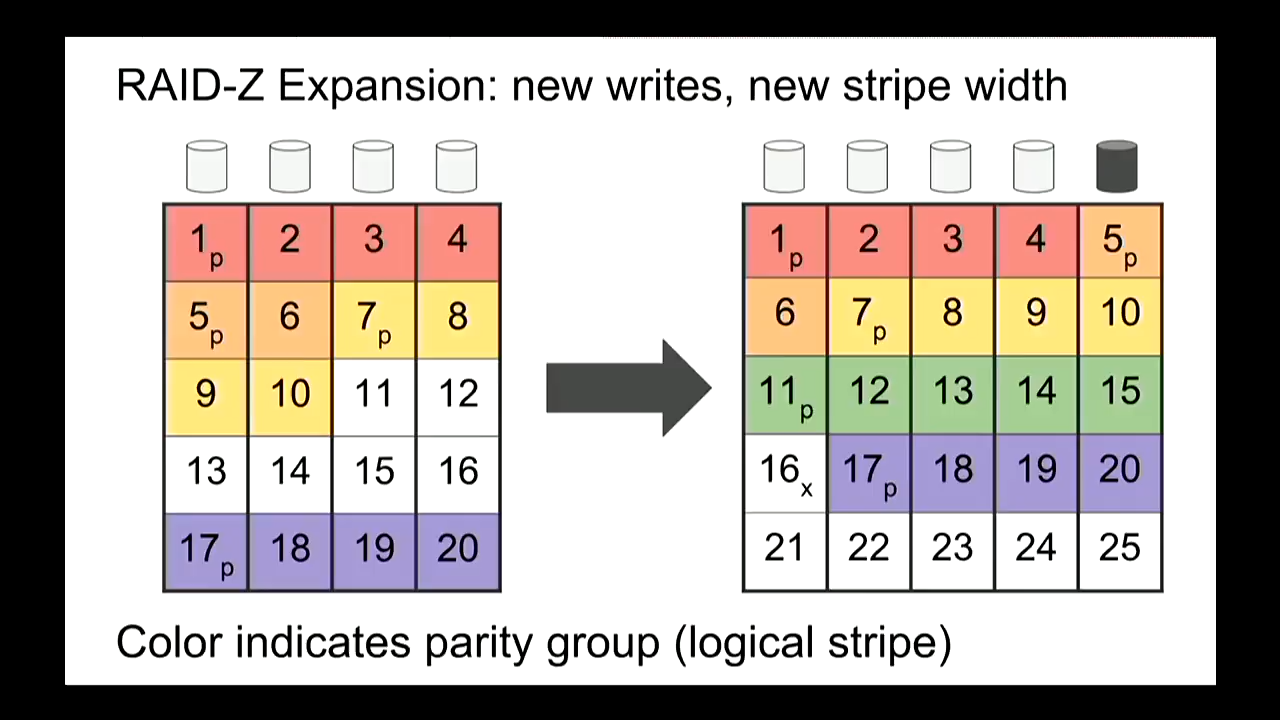 RAID-Z Expansion: new writes, new stripe width
1p 2 3 4
5p 6 7p 8
9 10 11 12
13 14 15 16
17p 18 19 20
1p 2 3 4 5p
6 7p 8 9 10
11p 12 13 14 15
16x 17p 18 19 20
21 22 23 24 25
Color indicates parity group (logical stripe)